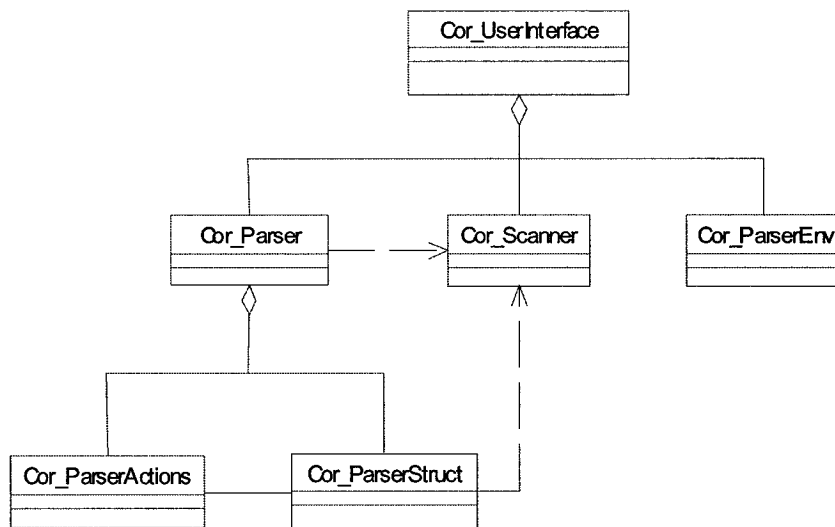 Cor_UserInterface
Cor_Parser
Cor_Scanner
Cor_ParserEnv
Cor_ParserActions
Cor_ParserStruct